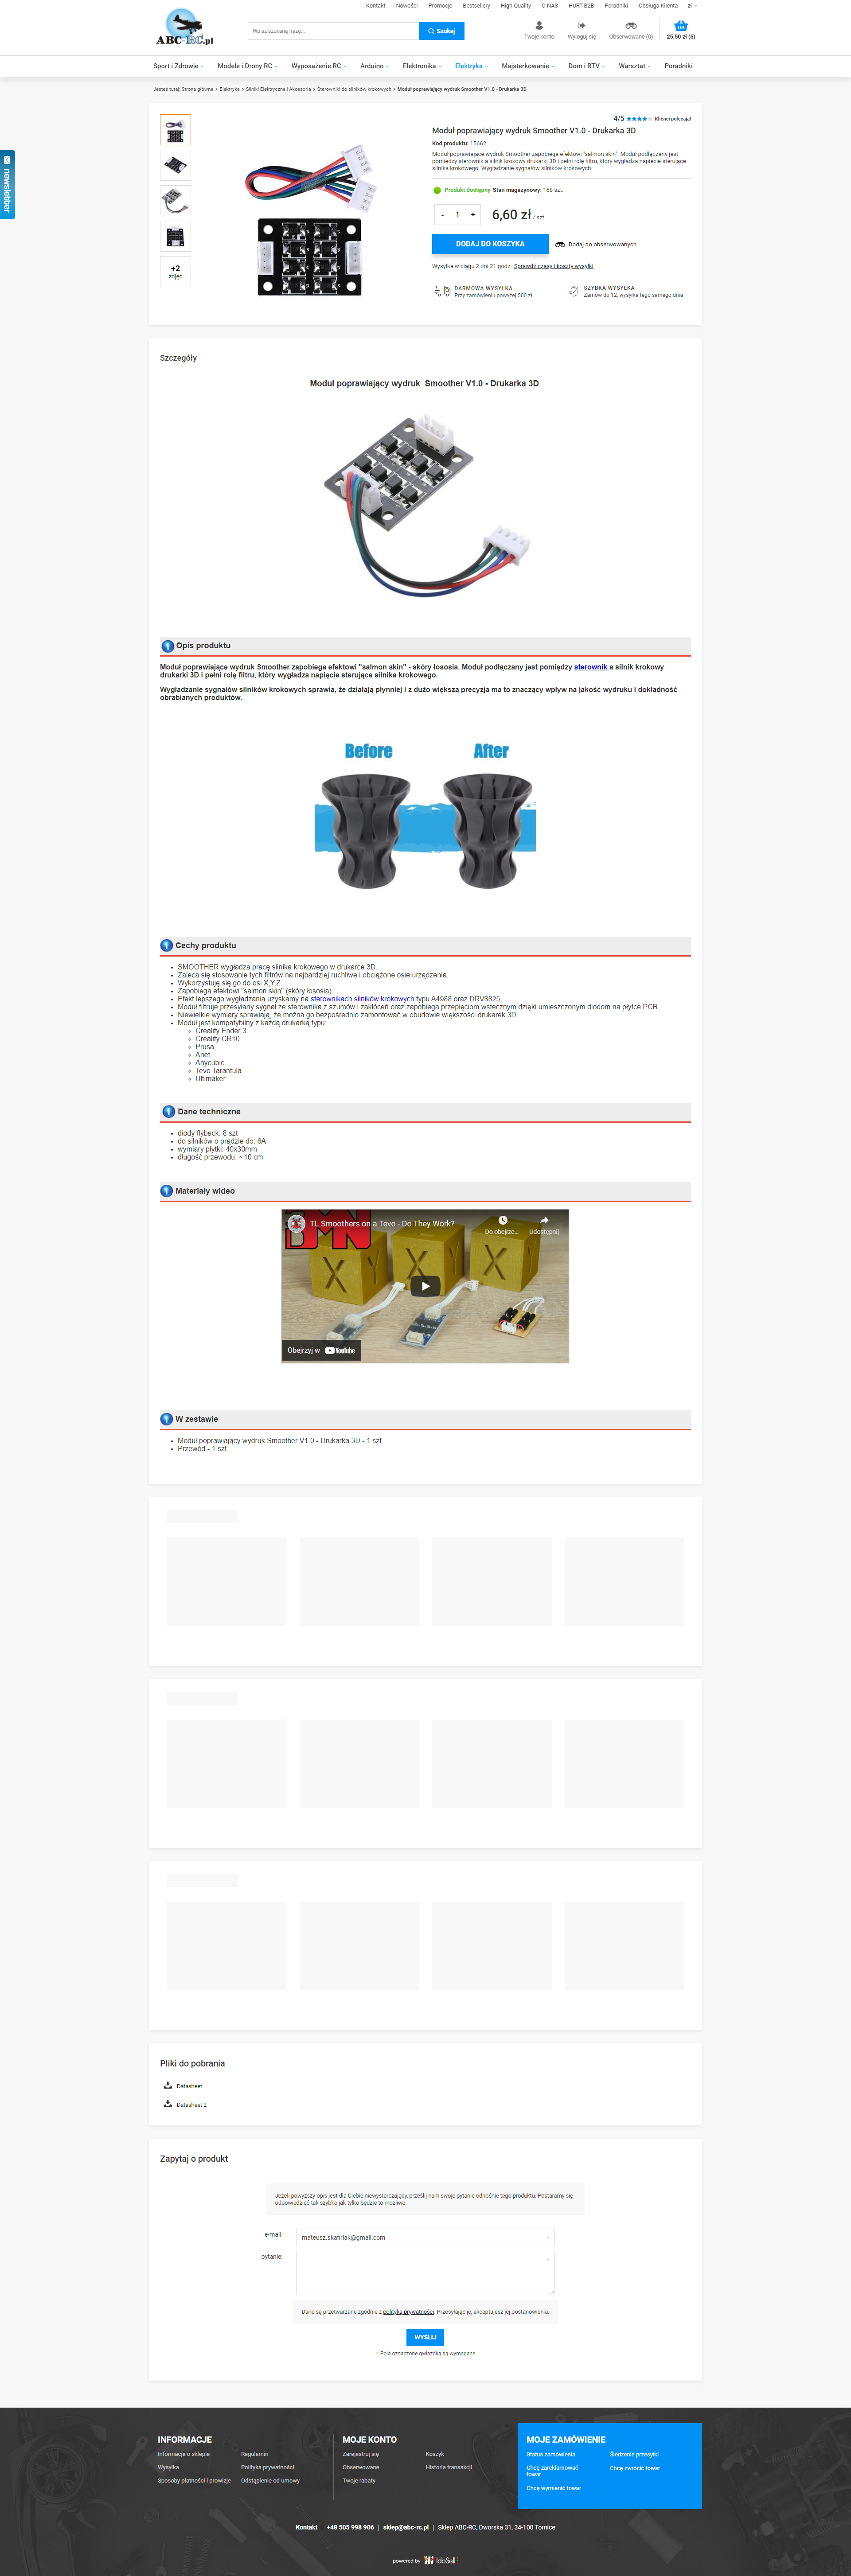 Kontakt Nowości Promocje Bestsellery High-Quality O NAS HURT B2B Poradniki Obsługa Klienta zł
ABC-RC.pl
Wpisz szukaną frazę...
Szukaj
Twoje konto
Wyloguj się
Obserwowane (0)
25,50 zł (5)
Sport i Zdrowie Modele i Drony RC Wyposażenie RC Arduino Elektronika Elektryka Majsterkowanie Dom i RTV Warsztat Poradniki
Jesteś tutaj: Strona główna Elektryka Silniki Elektryczne i Akcesoria Sterowniki do silników krokowych Moduł poprawiający wydruk Smoother V1.0 - Drukarka 3D
newsletter
+2
zdjęć
4/5 Klienci polecają!
Moduł poprawiający wydruk Smoother V1.0 - Drukarka 3D
Kod produktu: 15662
Moduł poprawiające wydruk Smoother zapobiega efektowi "salmon skin". Moduł podłączany jest
pomiędzy sterownik a silnik krokowy drukarki 3D i pełni rolę filtru, który wygładza napięcie sterujące
silnika krokowego. Wygładzanie sygnałów silników krokowych
Produkt dostępny Stan magazynowy: 168 szt.
- 1 +
6,60 zł / szt.
DODAJ DO KOSZYKA
Dodaj do obserwowanych
Wysyłka w ciągu 2 dni 21 godz. Sprawdź czasy i koszty wysyłki
DARMOWA WYSYŁKA
Przy zamówieniu powyżej 500 zł
SZYBKA WYSYŁKA
Zamów do 12, wysyłka tego samego dnia
Szczegóły
Moduł poprawiający wydruk Smoother V1.0 - Drukarka 3D
Opis produktu
Moduł poprawiające wydruk Smoother zapobiega efektowi "salmon skin" - skóry łososia. Moduł podłączany jest pomiędzy sterownik a silnik krokowy
drukarki 3D i pełni rolę filtru, który wygładza napięcie sterujące silnika krokowego.
Wygładzanie sygnałów silników krokowych sprawia, że działają płynniej i z dużo większą precyzja ma to znaczący wpływ na jakość wydruku i dokładność
obrabianych produktów.
Before After
Cechy produktu
• SMOOTHER wygładza pracę silnika krokowego w drukarce 3D.
• Zaleca się stosowanie tych filtrów na najbardziej ruchliwe i obciążone osie urządzenia.
• Wykorzystuję się go do osi X,Y,Z.
• Zapobiega efektowi "salmon skin" (skóry łososia)
• Efekt lepszego wygładzania uzyskamy na sterownikach silników krokowych typu A4988 oraz DRV8825
• Moduł filtruje przesyłany sygnał ze sterownika z szumów i zakłóceń oraz zapobiega przepięciom wstecznym dzięki umieszczonym diodom na płytce PCB.
• Niewielkie wymiary sprawiają, że można go bezpośrednio zamontować w obudowie większości drukarek 3D.
• Moduł jest kompatybilny z każdą drukarką typu:
Creality Ender 3
Creality CR10
Prusa
Anet
Anycubic
Tevo Tarantula
Ultimaker
Dane techniczne
• diody flyback: 8 szt
• do silników o prądzie do: 6A
• wymiary płytki: 40x30mm
• długość przewodu: ~10 cm
Materiały wideo
TL Smoothers on a Tevo - Do They Work?
Do obejrze...
Udostępnij
X Y X Y X Y
Obejrzyj w YouTube
W zestawie
• Moduł poprawiający wydruk Smoother V1.0 - Drukarka 3D - 1 szt
• Przewód - 1 szt
Pliki do pobrania
Datasheet
Datasheet 2
Zapytaj o produkt
Jeżeli powyższy opis jest dla Ciebie niewystarczający, prześlij nam swoje pytanie odnośnie tego produktu. Postaramy się
odpowiedzieć tak szybko jak tylko będzie to możliwe.
e-mail: mateusz.skafiriak@gmail.com
pytanie:
Dane są przetwarzane zgodnie z polityką prywatności. Przesyłając je, akceptujesz jej postanowienia.
WYŚLIJ
* Pola oznaczone gwiazdką są wymagane
INFORMACJE
Informacje o sklepie
Wysyłka
Sposoby płatności i prowizje
Regulamin
Polityka prywatności
Odstąpienie od umowy
MOJE KONTO
Zarejestruj się
Obserwowane
Twoje rabaty
Koszyk
Historia transakcji
MOJE ZAMÓWIENIE
Status zamówienia
Chcę zareklamować
towar
Chcę wymienić towar
Śledzenie przesyłki
Chcę zwrócić towar
Kontakt | +48 505 998 906 | sklep@abc-rc.pl | Sklep ABC-RC, Dworska 31, 34-100 Tomice
powered by IdoSell